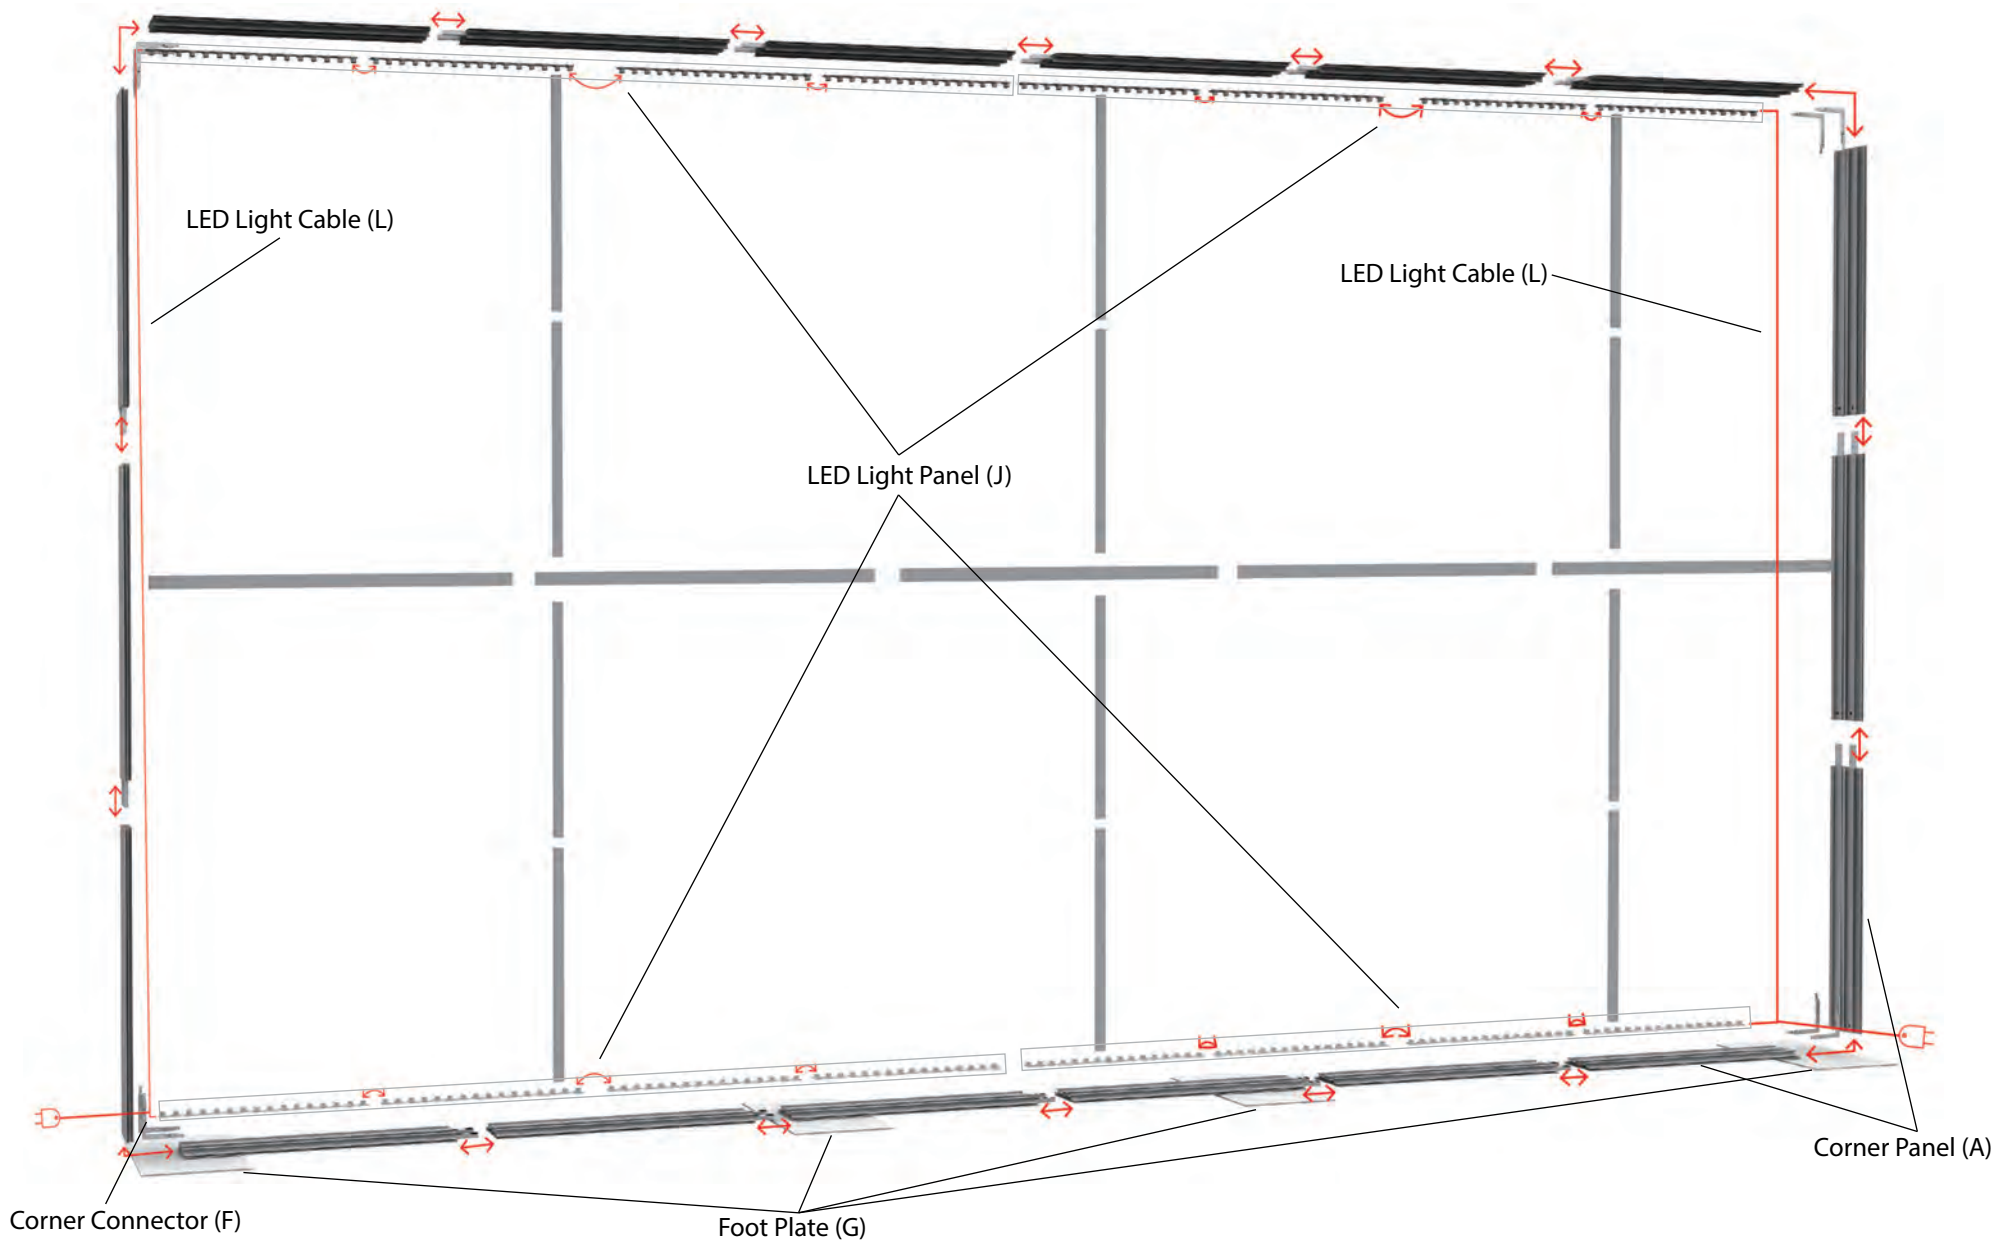 LED Light Cable (L)
LED Light Cable (L)
LED Light Panel (J)
Corner Panel (A)
Corner Connector (F)
Foot Plate (G)